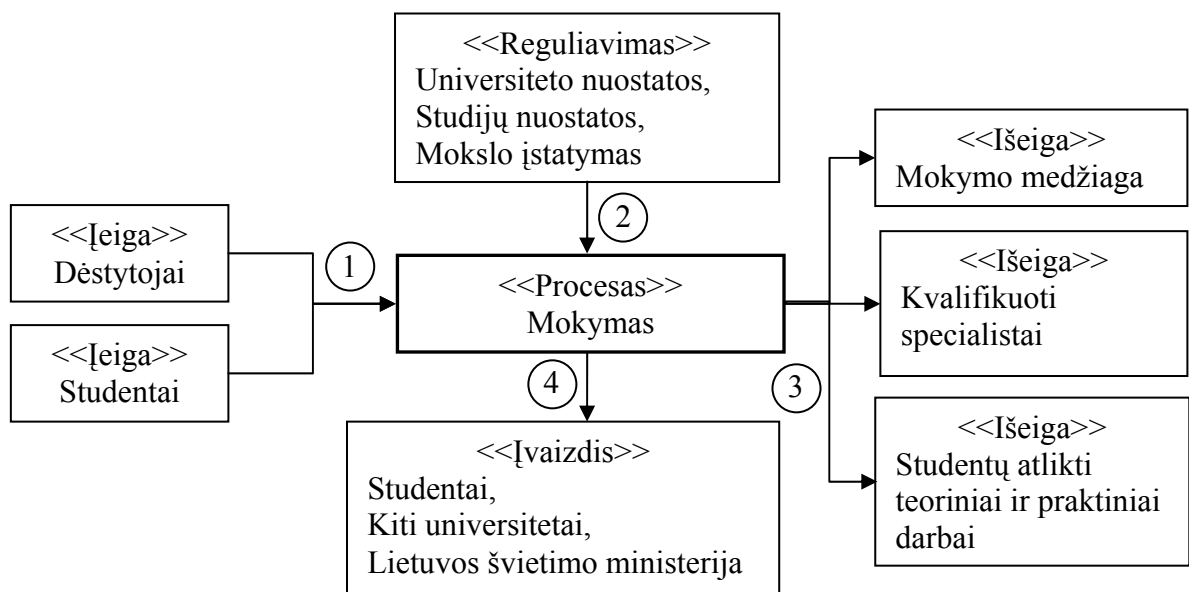 <<Reguliavimas>>
Universiteto nuostatos,
Studijų nuostatos,
Mokslo įstatymas
2
<<Įeiga>>
Dėstytojai
<<Įeiga>>
Studentai
1
<<Procesas>>
Mokymas
4
3
<<Įvaizdis>>
Studentai,
Kiti universitetai,
Lietuvos švietimo ministerija
<<Išeiga>>
Mokymo medžiaga
<<Išeiga>>
Kvalifikuoti
specialistai
<<Išeiga>>
Studentų atlikti
teoriniai ir praktiniai
darbai